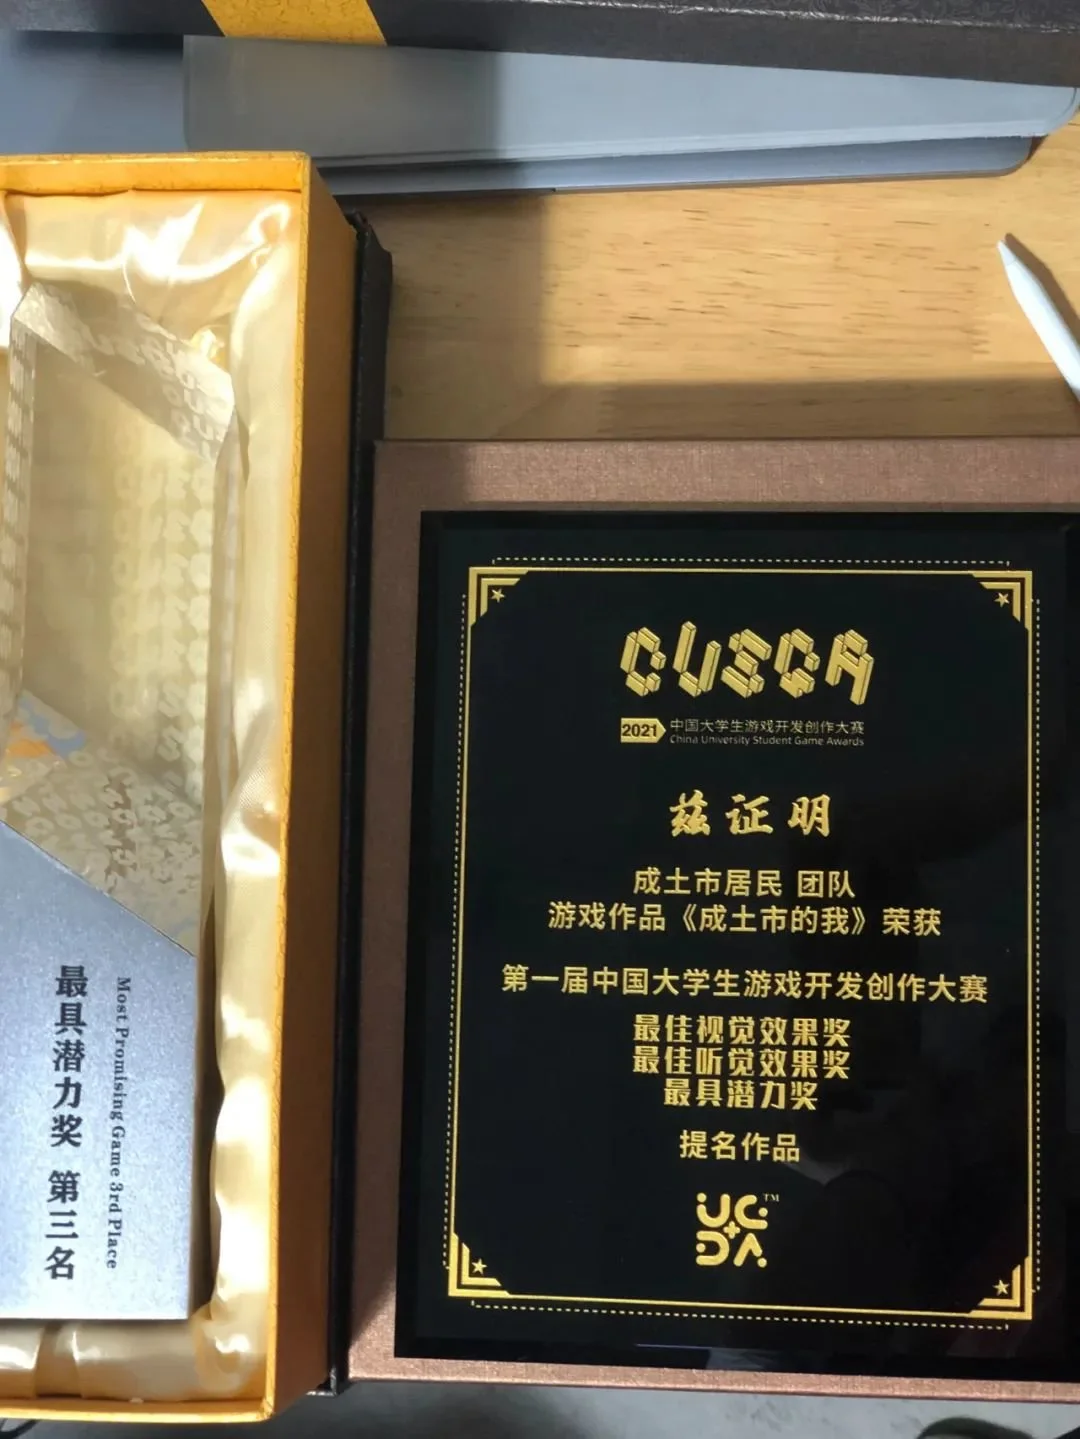 最具潜力奖 第三名
Most Promising Game 3rd Place
CUSGA
2021 中国大学生游戏开发创作大赛
China University Student Game Awards
兹证明
成土市居民 团队
游戏作品《成土市的我》荣获
第一届中国大学生游戏开发创作大赛
最佳视觉效果奖
最佳听觉效果奖
最具潜力奖
提名作品
UCG
DA
TM